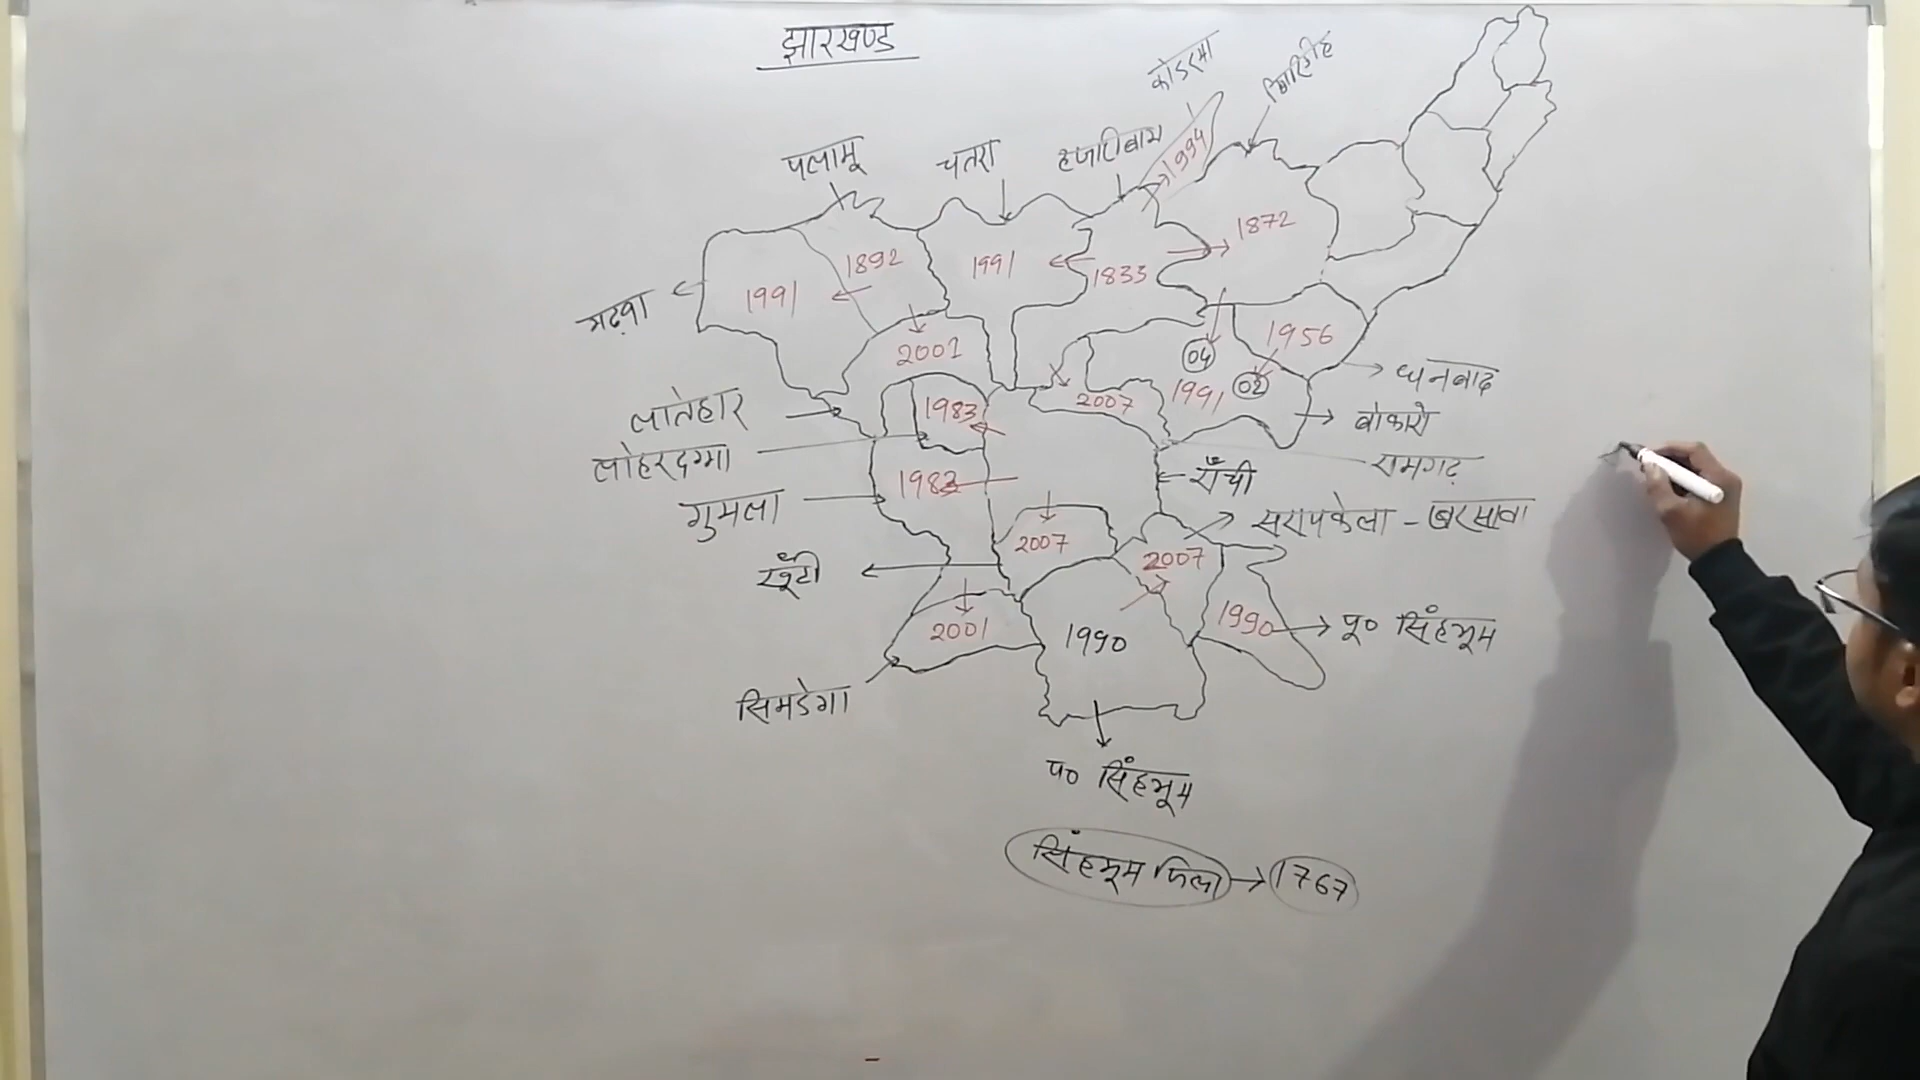 झारखण्ड
कोडरमा
गिरिडीह
पलामू
चतरा
हजारीबाग
1994
1872
1892
1991
1833
1991
गढ़वा
2001
04
1956
धनबाद
02
1991
लातेहार
1983
2007
बोकारो
लोहरदग्गा
रामगढ़
गुमला
1983
राँची
सरायकेला - खरसावा
खूँटी
2007
2007
2001
1990
1990
पू० सिंहभूम
सिमडेगा
प० सिंहभूम
सिंहभूम जिला → 1767